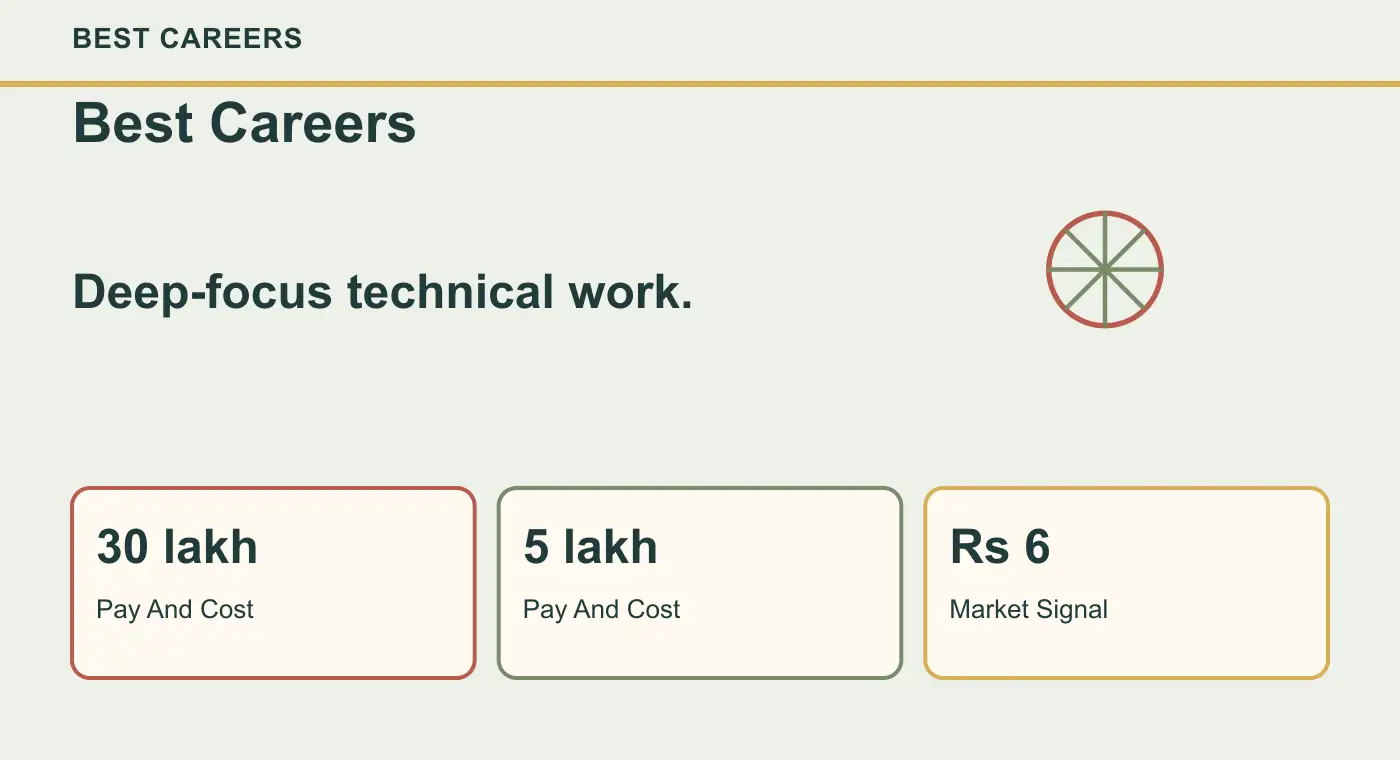 BEST CAREERS
Best Careers
Deep-focus technical work.
30 lakh
Pay And Cost
5 lakh
Pay And Cost
Rs 6
Market Signal